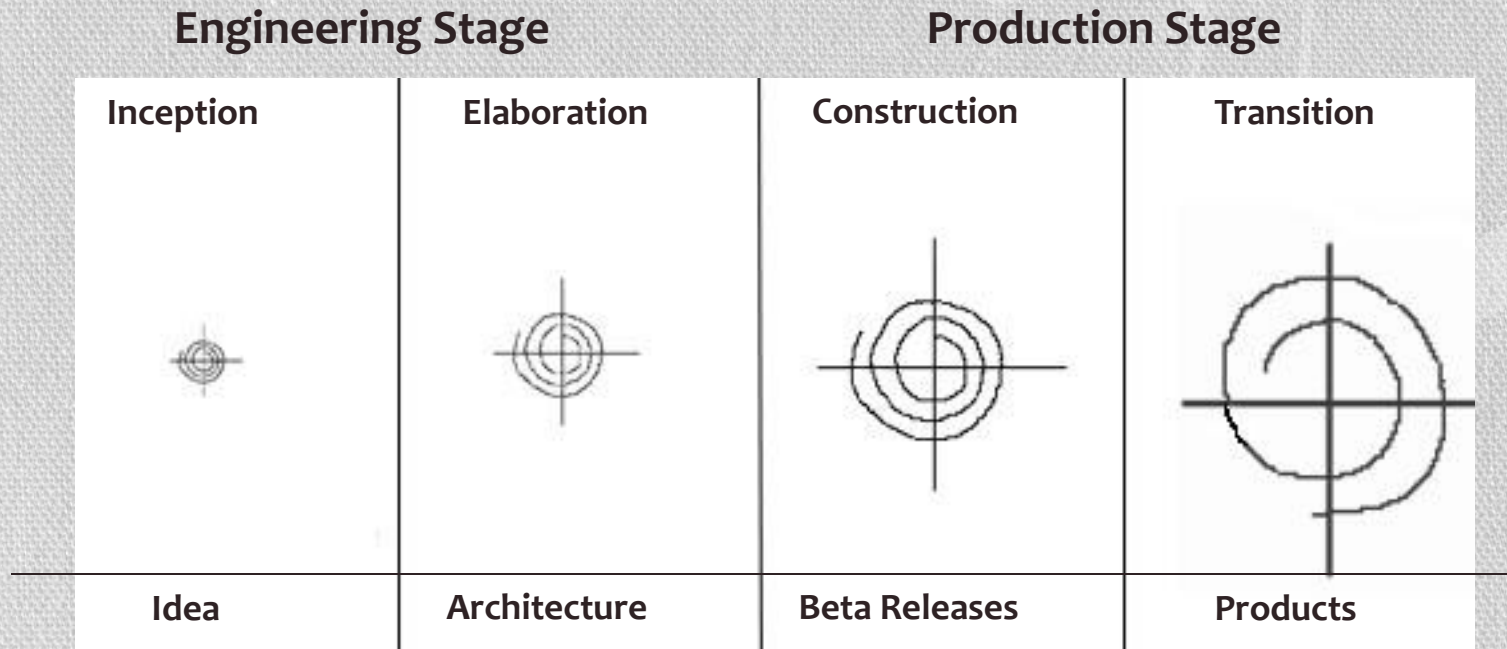 Engineering Stage Production Stage
Inception Elaboration Construction Transition
Idea Architecture Beta Releases Products